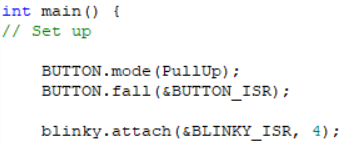 int main() {
// Set up
BUTTON.mode(PullUp);
BUTTON.fall(&BUTTON_ISR);
blinky.attach(&BLINKY_ISR, 4);